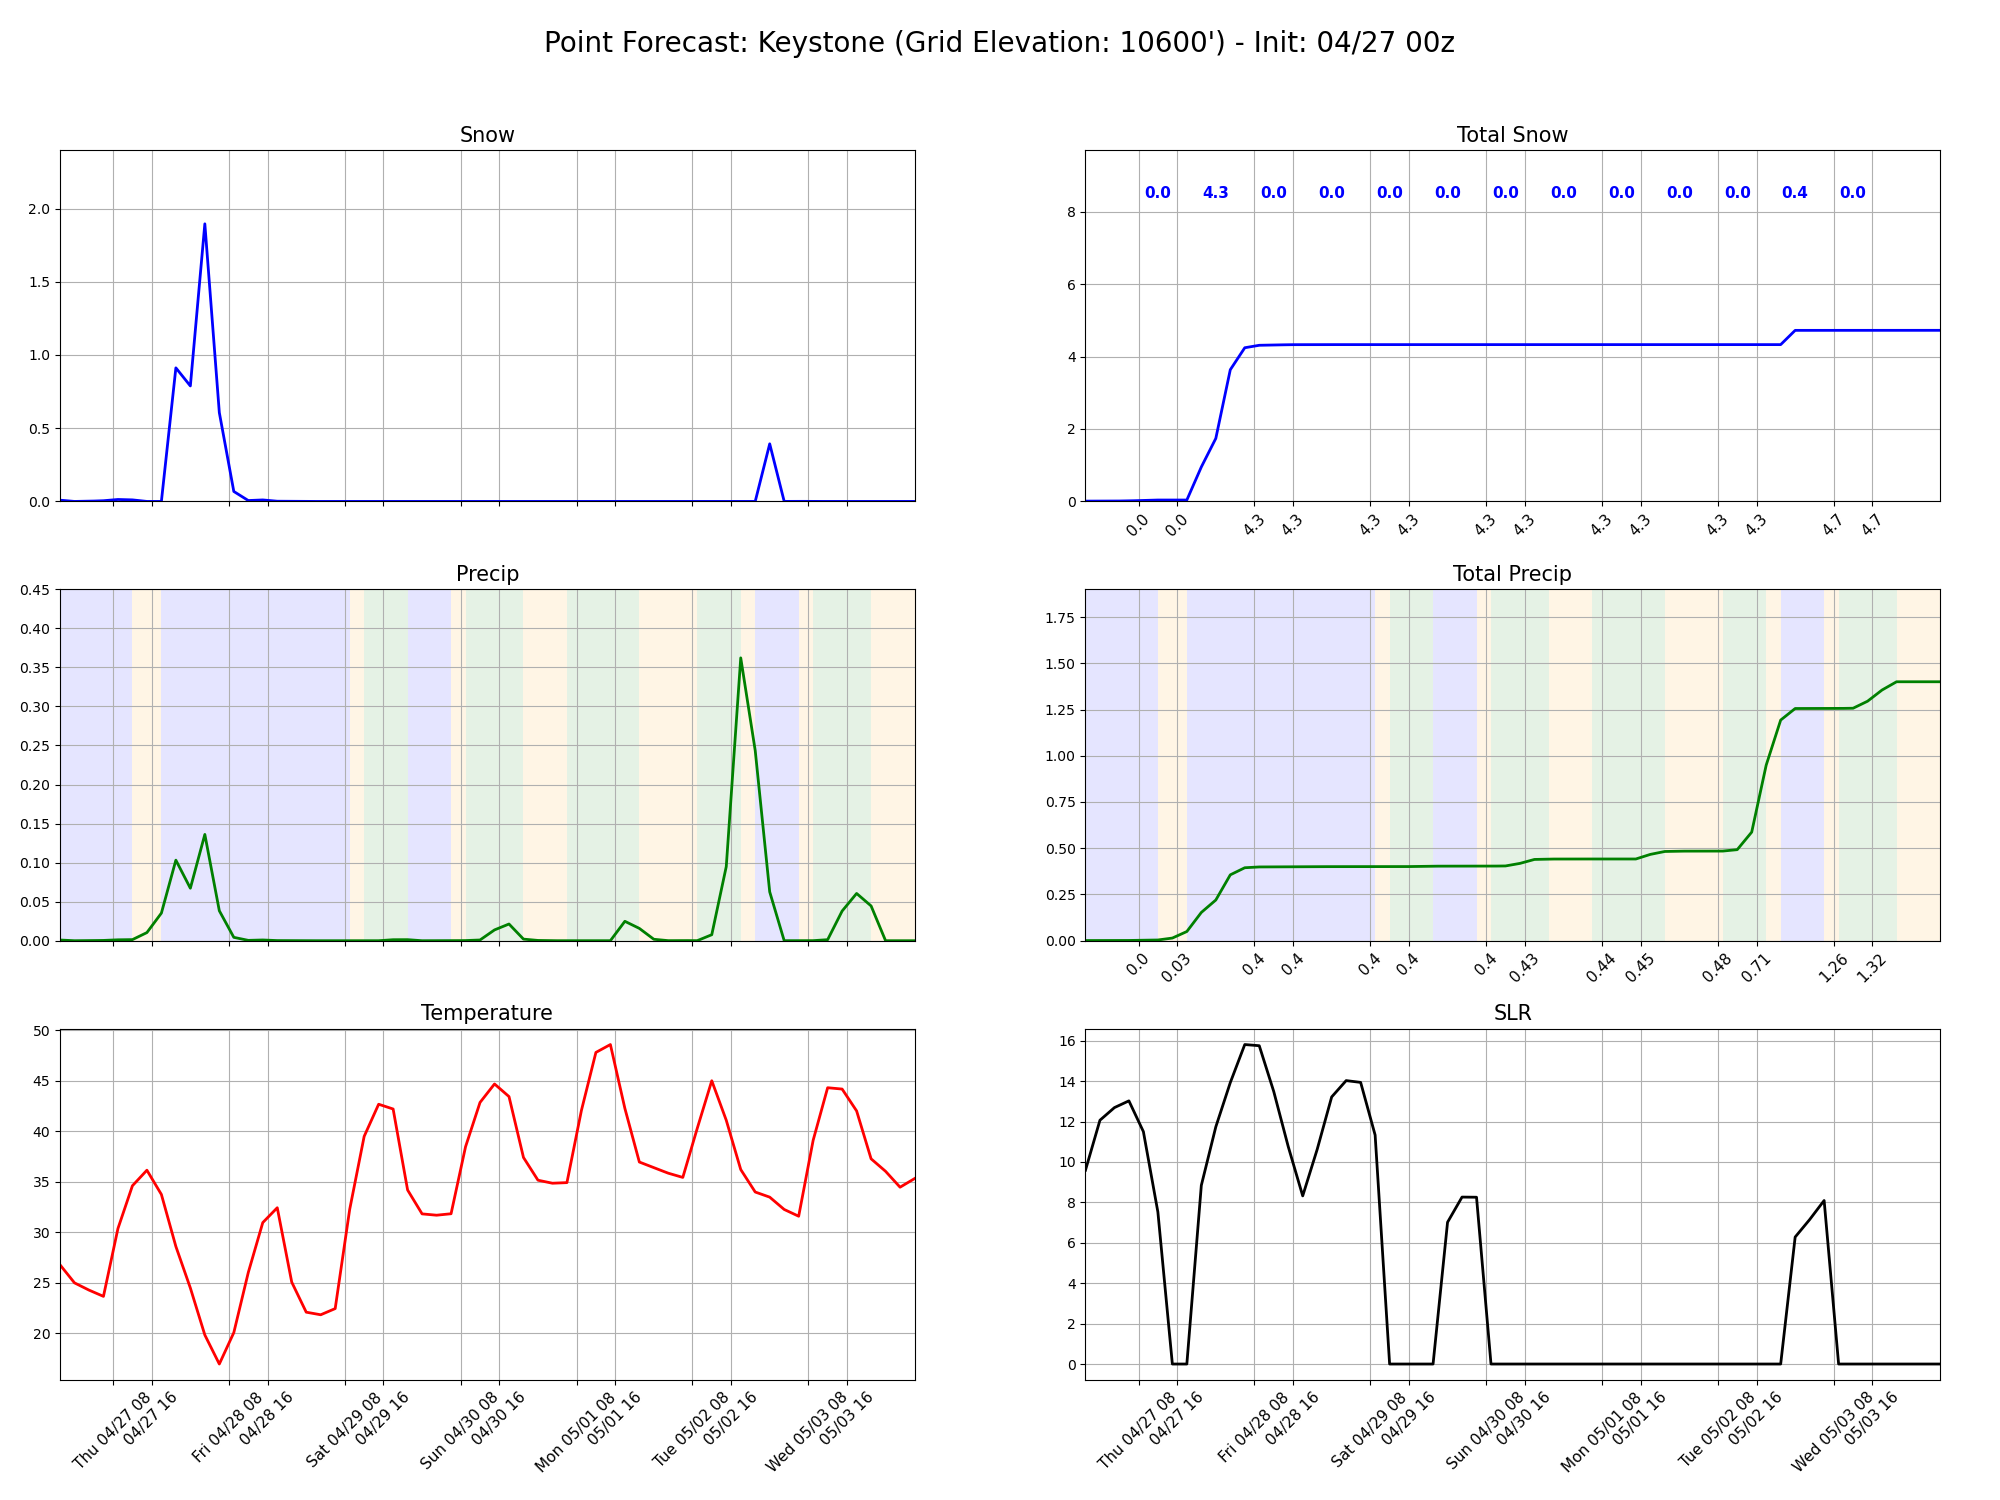 Point Forecast: Keystone (Grid Elevation: 10600') - Init: 04/27 00z
Snow
2.0
1.5
1.0
0.5
0.0
Total Snow
0.0 4.3 0.0 0.0 0.0 0.0 0.0 0.0 0.0 0.0 0.0 0.4 0.0
8
6
4
2
0
0.0 0.0 4.3 4.3 4.3 4.3 4.3 4.3 4.3 4.3 4.3 4.3 4.7 4.7
Precip
0.45
0.40
0.35
0.30
0.25
0.20
0.15
0.10
0.05
0.00
Total Precip
1.75
1.50
1.25
1.00
0.75
0.50
0.25
0.00
0.0 0.03 0.4 0.4 0.4 0.4 0.4 0.43 0.44 0.45 0.48 0.71 1.26 1.32
Temperature
50
45
40
35
30
25
20
Thu 04/27 08
04/27 16
Fri 04/28 08
04/28 16
Sat 04/29 08
04/29 16
Sun 04/30 08
04/30 16
Mon 05/01 08
05/01 16
Tue 05/02 08
05/02 16
Wed 05/03 08
05/03 16
SLR
16
14
12
10
8
6
4
2
0
Thu 04/27 08
04/27 16
Fri 04/28 08
04/28 16
Sat 04/29 08
04/29 16
Sun 04/30 08
04/30 16
Mon 05/01 08
05/01 16
Tue 05/02 08
05/02 16
Wed 05/03 08
05/03 16